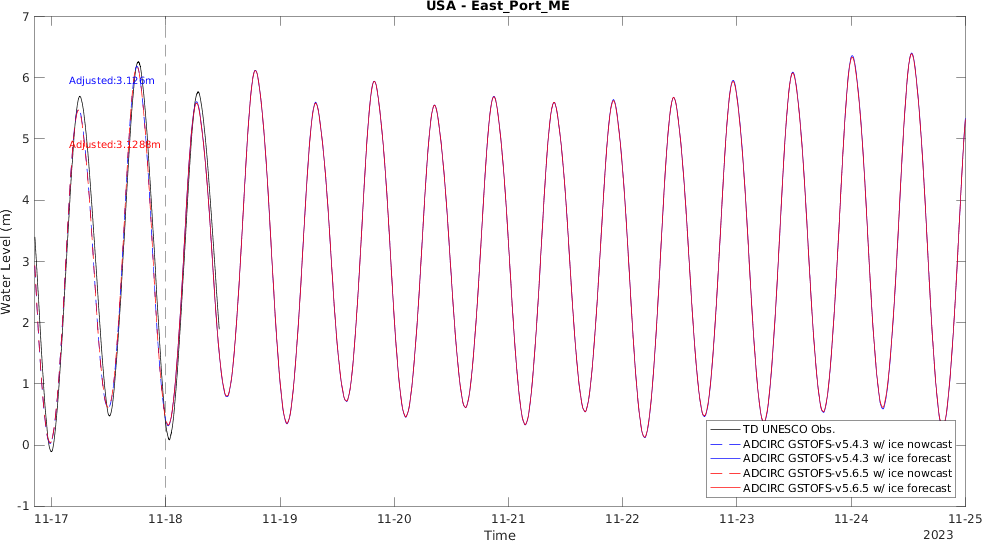 USA - East_Port_ME
7
6
5
4
3
2
1
0
-1
Water Level (m)
Adjusted:3.126m
Adjusted:3.1288m
TD UNESCO Obs.
ADCIRC GSTOFS-v5.4.3 w/ ice nowcast
ADCIRC GSTOFS-v5.4.3 w/ ice forecast
ADCIRC GSTOFS-v5.6.5 w/ ice nowcast
ADCIRC GSTOFS-v5.6.5 w/ ice forecast
11-17 11-18 11-19 11-20 11-21 11-22 11-23 11-24 11-25
Time
2023